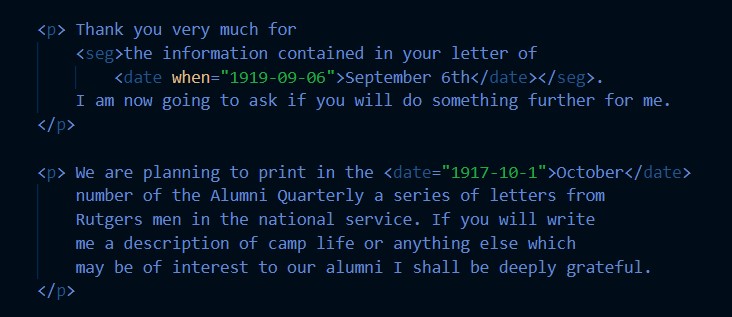 <p> Thank you very much for
<seg>the information contained in your letter of
<date when="1919-09-06">September 6th</date></seg>.
I am now going to ask if you will do something further for me.
</p>
<p> We are planning to print in the <date="1917-10-1">October</date>
number of the Alumni Quarterly a series of letters from
Rutgers men in the national service. If you will write
me a description of camp life or anything else which
may be of interest to our alumni I shall be deeply grateful.
</p>